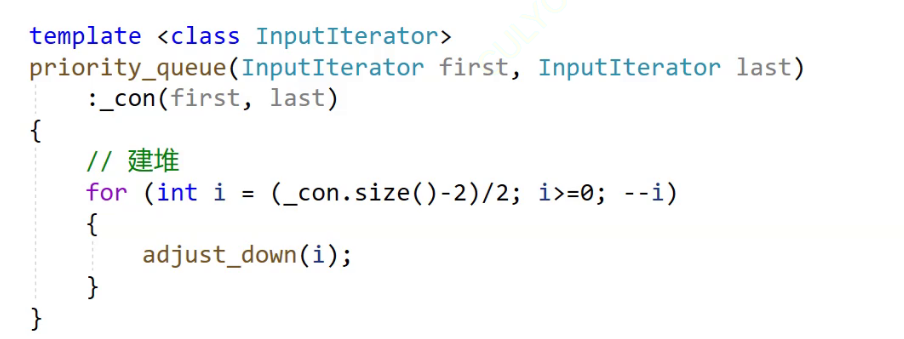 template <class InputIterator>
priority_queue(InputIterator first, InputIterator last)
    :_con(first, last)
{
    // 建堆
    for (int i = (_con.size()-2)/2; i>=0; --i)
    {
        adjust_down(i);
    }
}